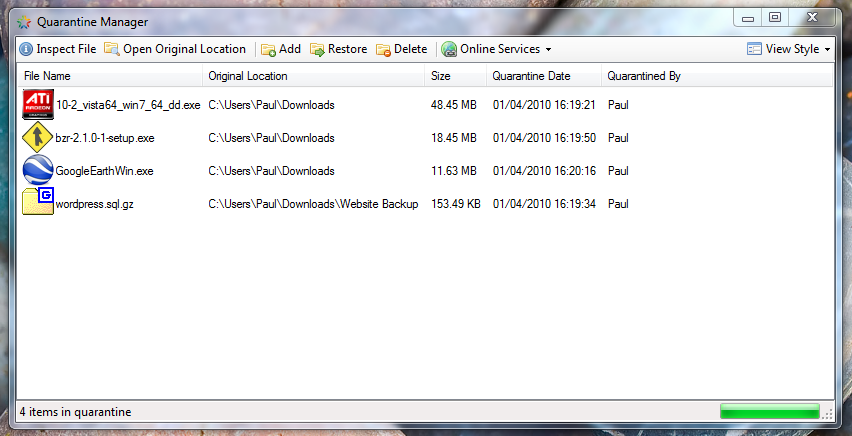 Quarantine Manager
Inspect File Open Original Location Add Restore Delete Online Services View Style
File Name Original Location Size Quarantine Date Quarantined By
ATI RADEON GRAPHICS 10-2_vista64_win7_64_dd.exe C:\Users\Paul\Downloads 48.45 MB 01/04/2010 16:19:21 Paul
bzr-2.1.0-1-setup.exe C:\Users\Paul\Downloads 18.45 MB 01/04/2010 16:19:50 Paul
GoogleEarthWin.exe C:\Users\Paul\Downloads 11.63 MB 01/04/2010 16:20:16 Paul
G wordpress.sql.gz C:\Users\Paul\Downloads\Website Backup 153.49 KB 01/04/2010 16:19:34 Paul
4 items in quarantine